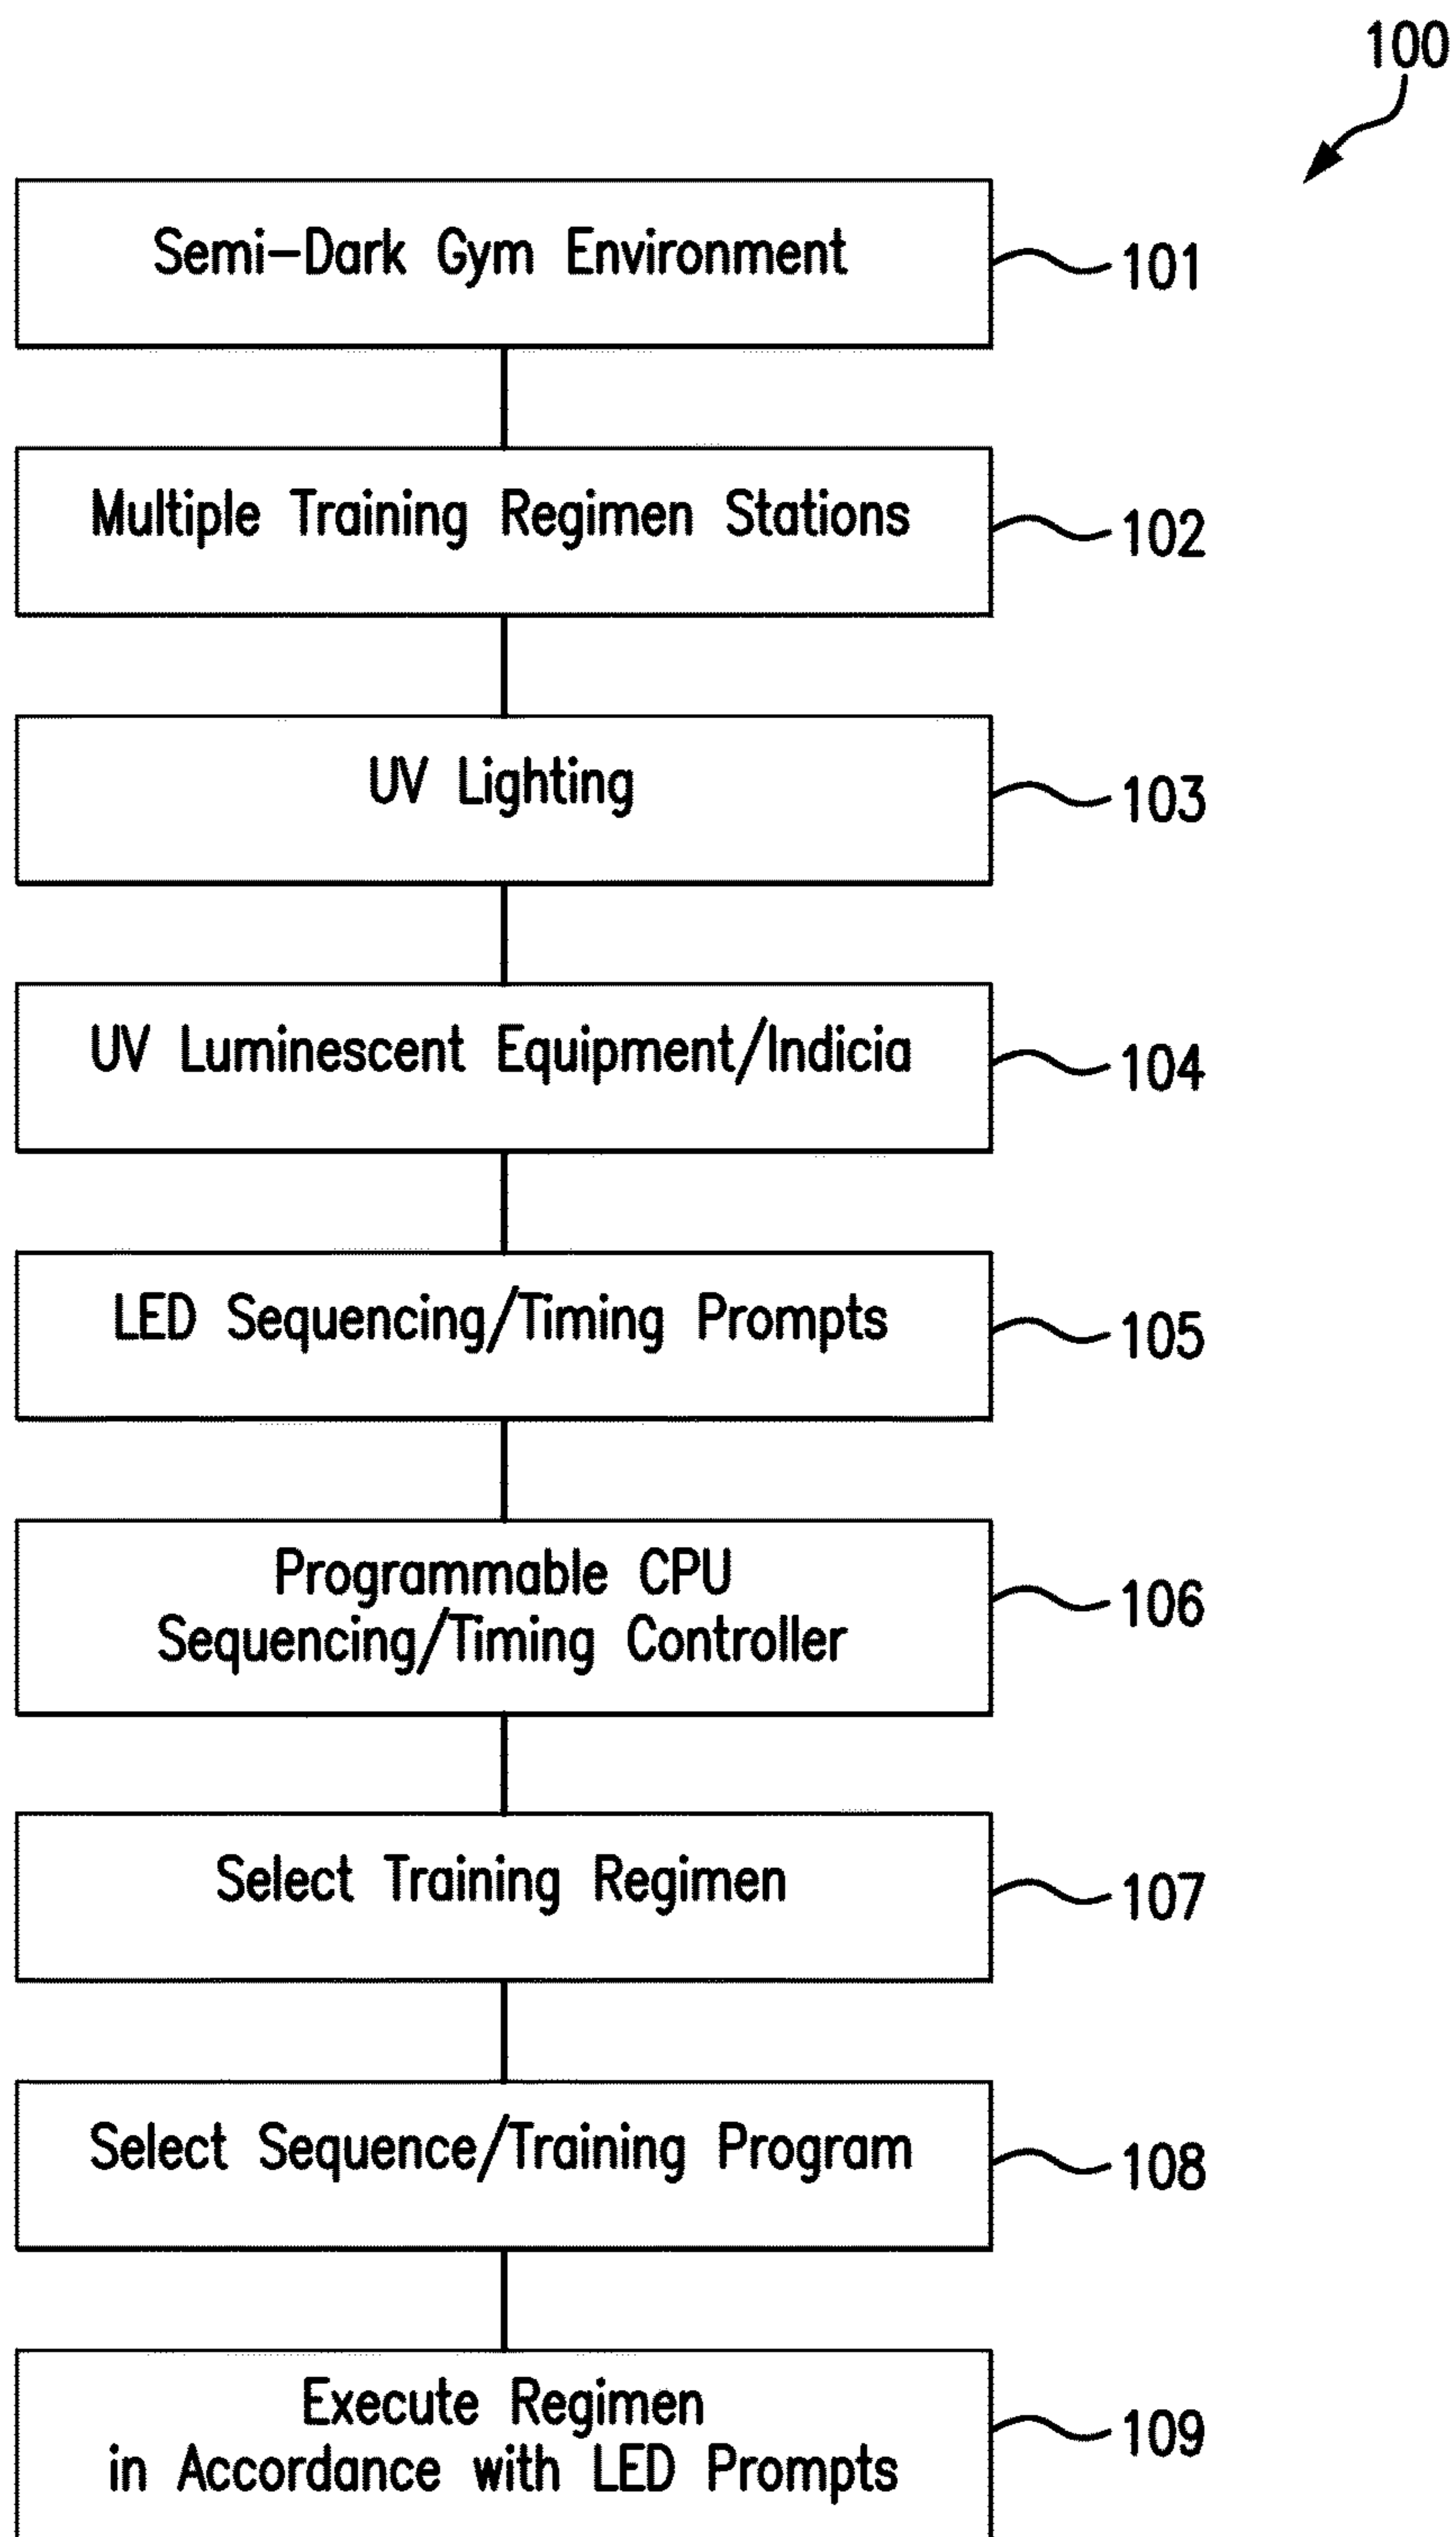 100
Semi-Dark Gym Environment
101
Multiple Training Regimen Stations
102
UV Lighting
103
UV Luminescent Equipment/Indicia
104
LED Sequencing/Timing Prompts
105
Programmable CPU
Sequencing/Timing Controller
106
Select Training Regimen
107
Select Sequence/Training Program
108
Execute Regimen
in Accordance with LED Prompts
109